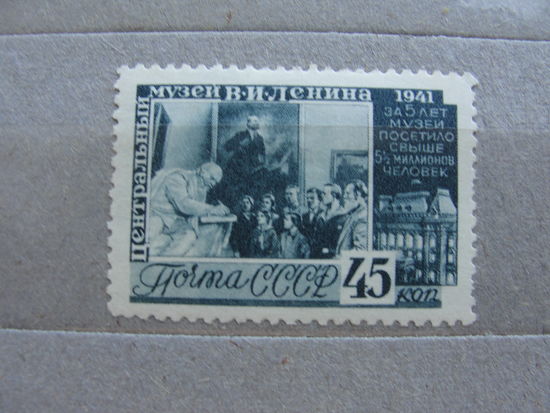 ЦЕНТРАЛЬНЫЙ
МУЗЕЙ В.И.ЛЕНИНА
1941
ЗА 5 ЛЕТ
МУЗЕЙ
ПОСЕТИЛО
СВЫШЕ
5½ МИЛЛИОНОВ
ЧЕЛОВЕК
Почта СССР
45
коп